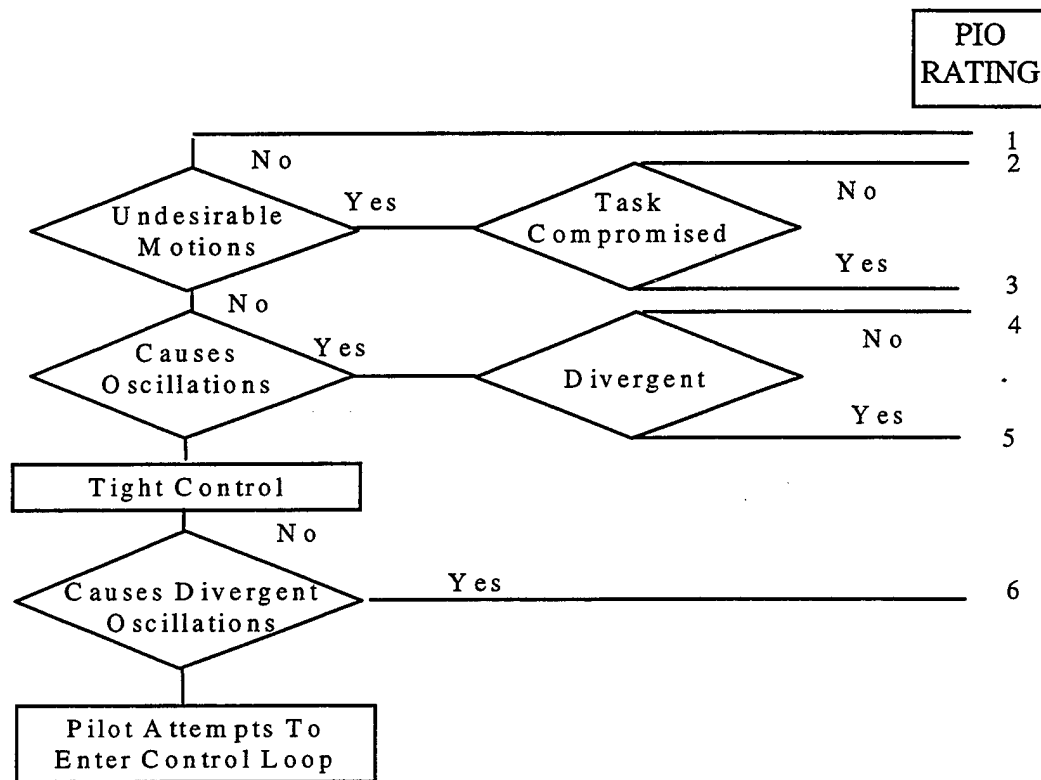 PIO
RATING
1
No
2
Yes
No
Undesirable
Motions
Task
Compromised
Yes
3
No
4
Yes
No
Causes
Oscillations
Divergent
Yes
5
Tight Control
No
Yes
6
Causes Divergent
Oscillations
Pilot Attempts To
Enter Control Loop